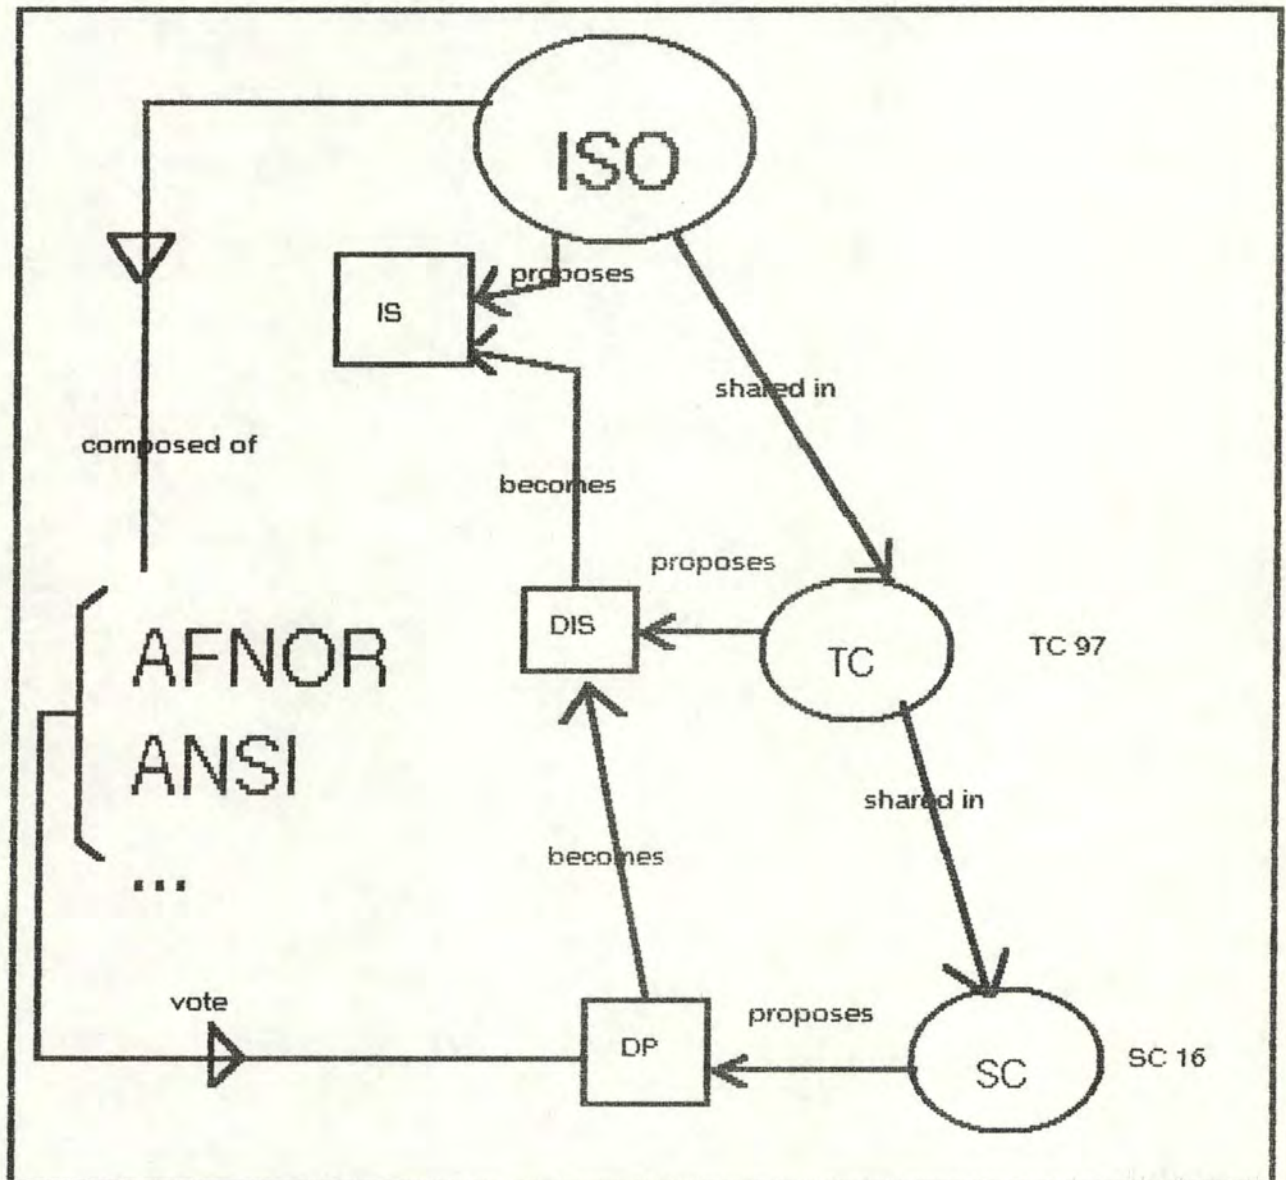 ISO
proposes
IS
shared in
composed of
becomes
proposes
DIS
TC
TC 97
AFNOR
ANSI
shared in
becomes
...
vote
proposes
DP
SC
SC 16